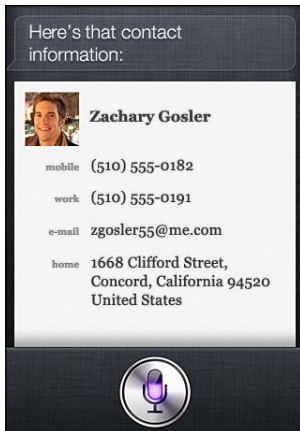 Here's that contact
information:
Zachary Gosler
mobile (510) 555-0182
work (510) 555-0191
e-mail zgosler55@me.com
home 1668 Clifford Street,
Concord, California 94520
United States